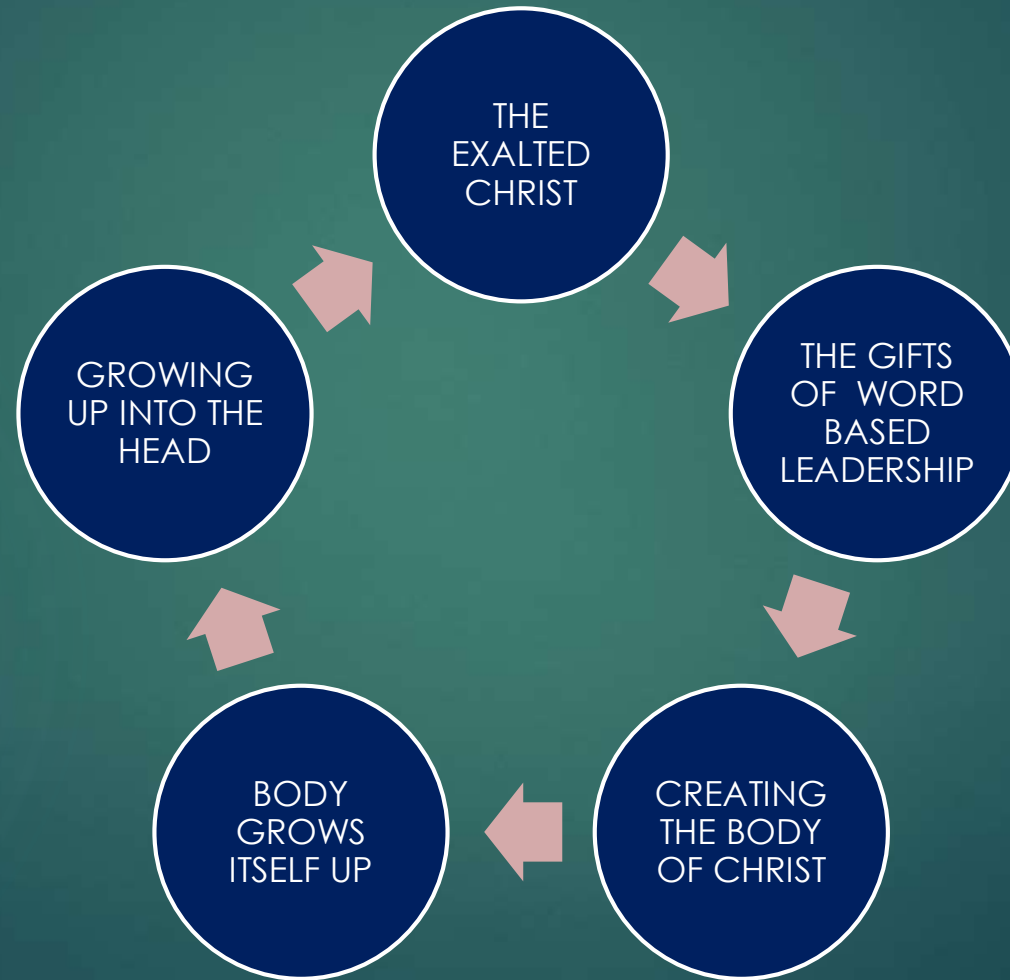 THE
EXALTED
CHRIST
THE GIFTS
OF WORD
BASED
LEADERSHIP
CREATING
THE BODY
OF CHRIST
BODY
GROWS
ITSELF UP
GROWING
UP INTO THE
HEAD